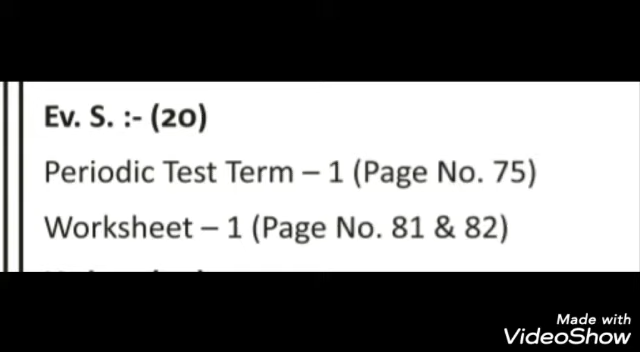 Ev. S. :- (20)
Periodic Test Term – 1 (Page No. 75)
Worksheet – 1 (Page No. 81 & 82)
Made with
VideoShow